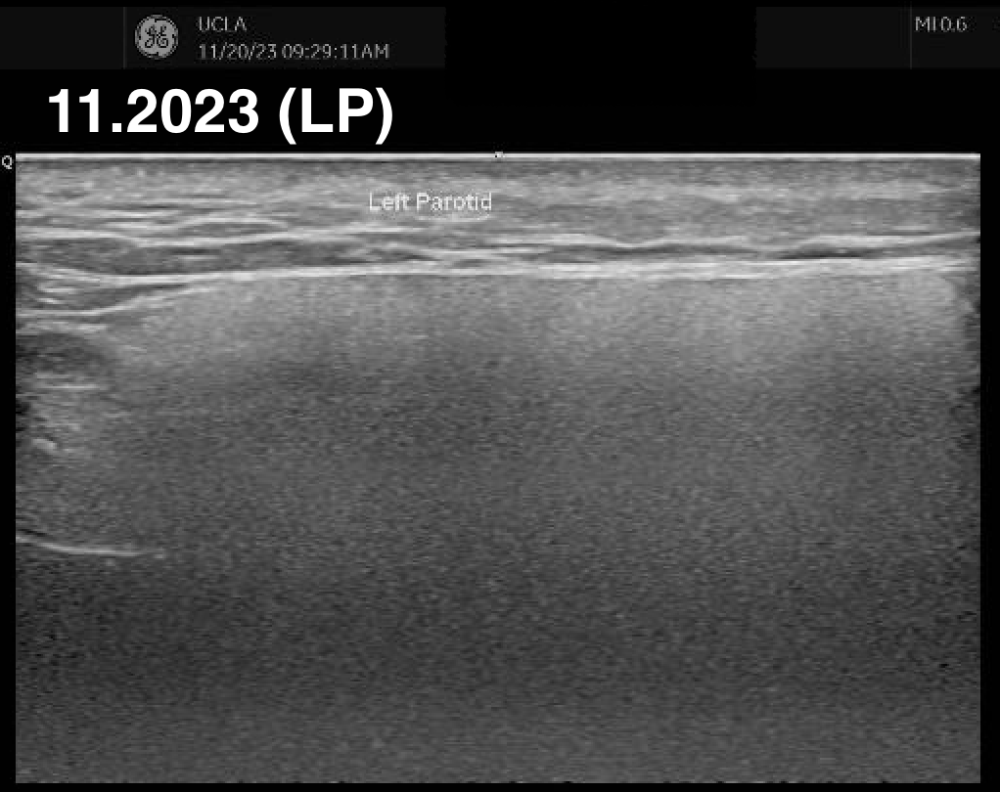 UCLA
11/20/23 09:29:11AM
MI 0.6
11.2023 (LP)
Q
Left Parotid